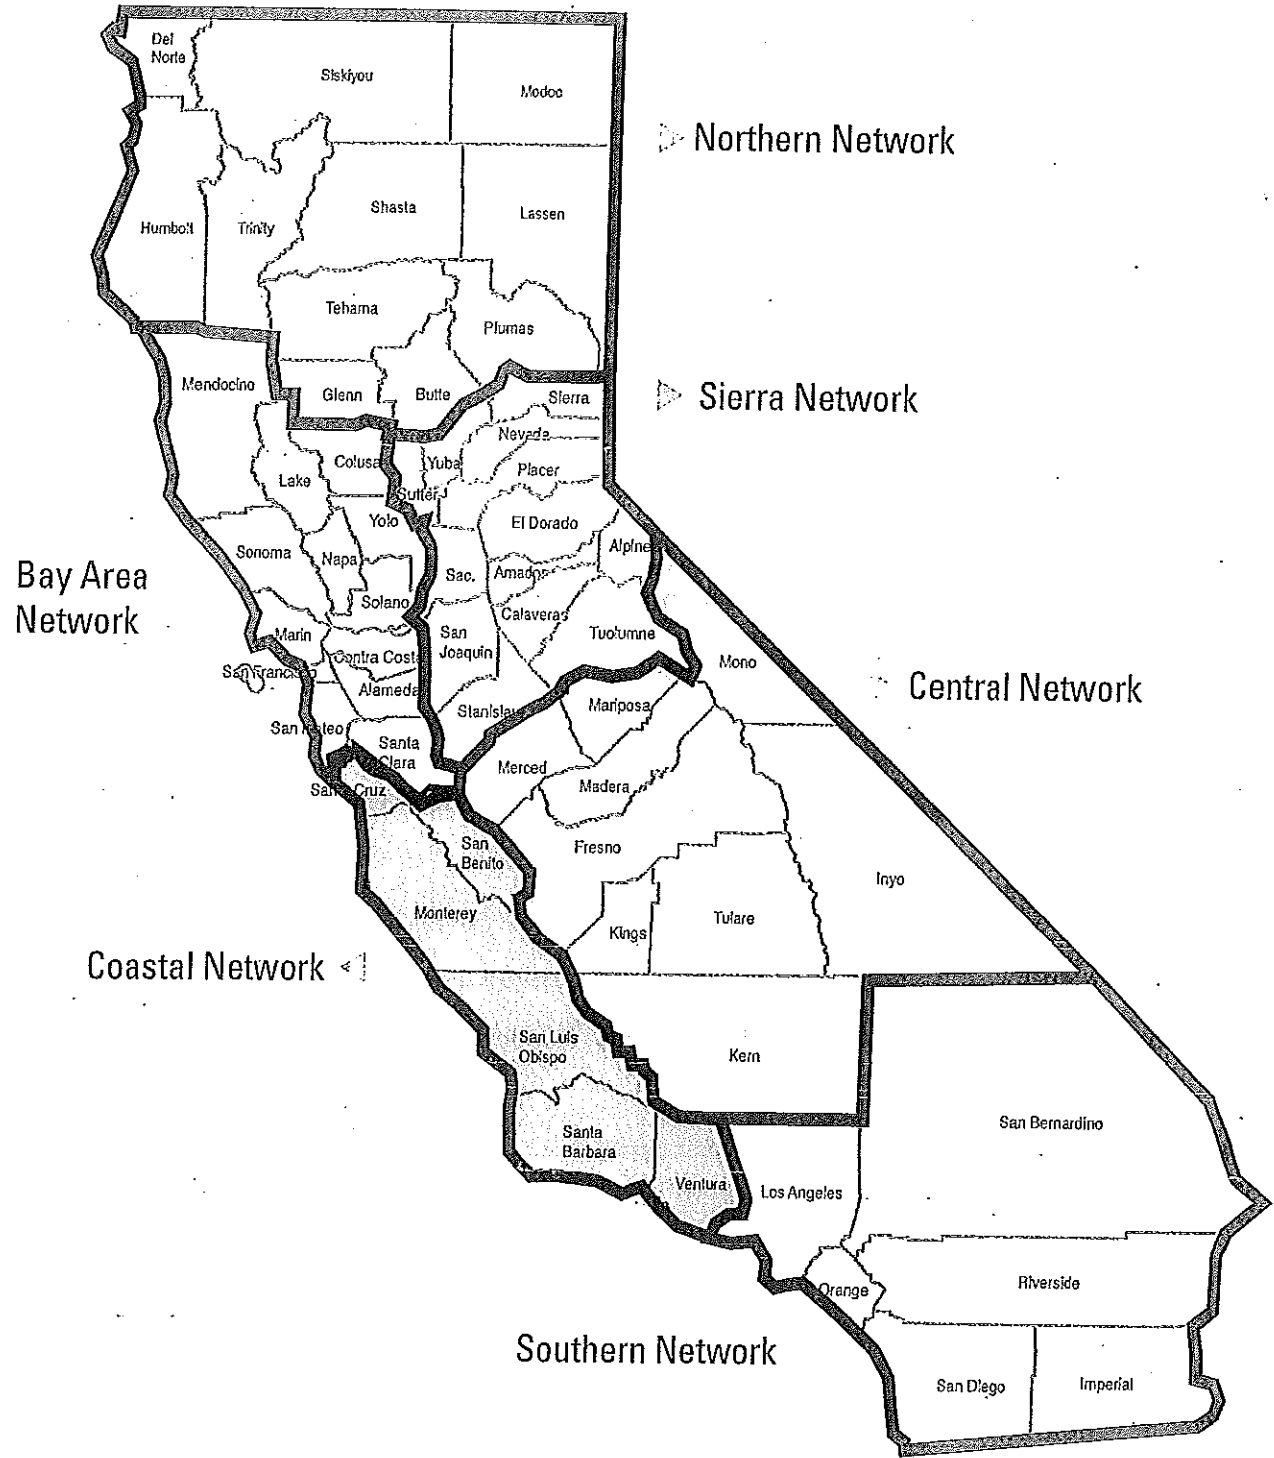 Del
Norte
Siskiyou
Modoc
Northern Network
Humbolt
Trinity
Shasta
Lassen
Tehama
Plumas
Mendocino
Glenn
Butte
Sierra
Sierra Network
Nevada
Colusa
Yuba
Placer
Lake
Sutter
Yolo
El Dorado
Sonoma
Napa
Alpine
Bay Area
Network
Sac.
Amador
Solano
Calaveras
Marin
San
Joaquin
Tuolumne
Contra Costa
Mono
San Francisco
Alameda
Central Network
Stanislaus
Mariposa
San Mateo
Santa
Clara
Merced
Madera
Santa Cruz
San
Benito
Fresno
Inyo
Monterey
Kings
Tulare
Coastal Network
San Luis
Obispo
Kern
San Bernardino
Santa
Barbara
Ventura
Los Angeles
Orange
Riverside
Southern Network
San Diego
Imperial